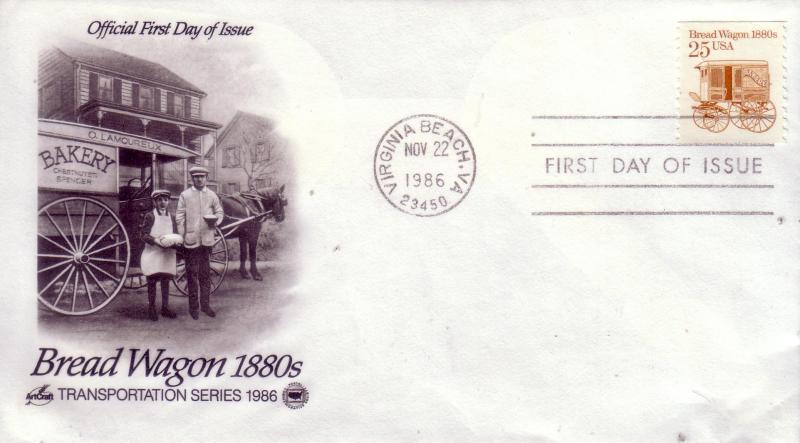 Official First Day of Issue
O. LAMOUREUX
BAKERY
CHESTNUT ST.
SPENCER
Bread Wagon 1880s
ArtCraft TRANSPORTATION SERIES 1986
VIRGINIA BEACH, VA
NOV 22
1986
23450
Bread Wagon 1880s
25 USA
FIRST DAY OF ISSUE